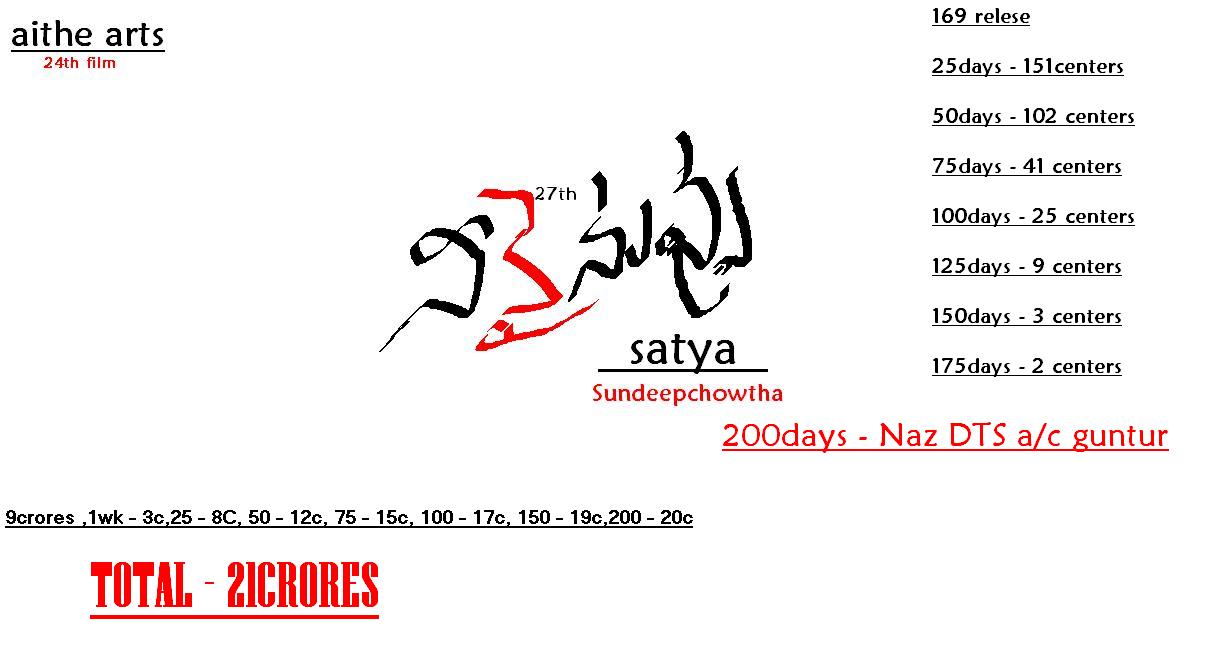 aithe arts
24th film
169 relese
25days - 151centers
50days - 102 centers
75days - 41 centers
100days - 25 centers
125days - 9 centers
150days - 3 centers
175days - 2 centers
27th
satya
Sundeepchowtha
200days - Naz DTS a/c guntur
9crores ,1wk - 3c,25 - 8C, 50 - 12c, 75 - 15c, 100 - 17c, 150 - 19c,200 - 20c
TOTAL - 21CRORES